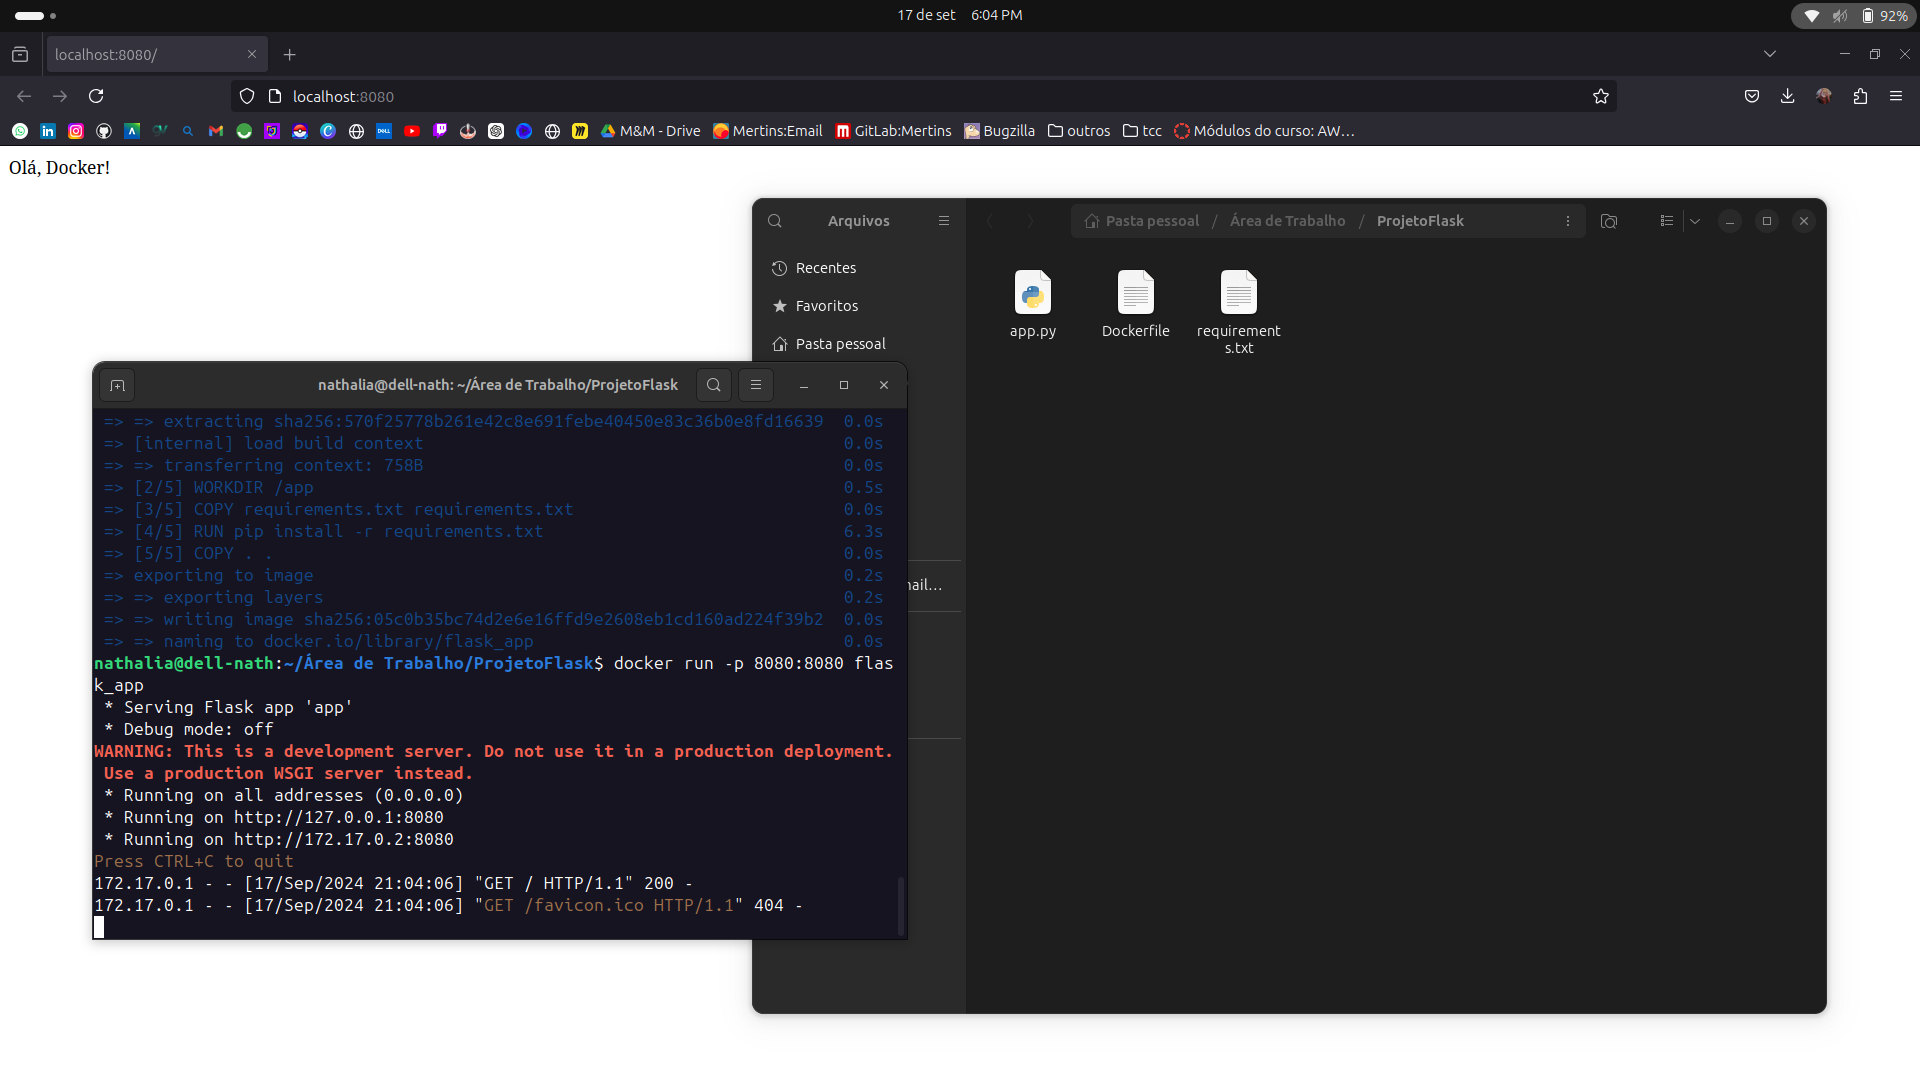 17 de set 6:04 PM
92%
localhost:8080/
localhost:8080
M&M - Drive
Mertins:Email
GitLab:Mertins
Bugzilla
outros
tcc
Módulos do curso: AW…
Olá, Docker!
Arquivos
Pasta pessoal / Área de Trabalho / ProjetoFlask
Recentes
Favoritos
Pasta pessoal
ail…
app.py
Dockerfile
requirement
s.txt
nathalia@dell-nath: ~/Área de Trabalho/ProjetoFlask
=> => extracting sha256:570f25778b261e42c8e691febe40450e83c36b0e8fd16639 0.0s
=> [internal] load build context 0.0s
=> => transferring context: 758B 0.0s
=> [2/5] WORKDIR /app 0.5s
=> [3/5] COPY requirements.txt requirements.txt 0.0s
=> [4/5] RUN pip install -r requirements.txt 6.3s
=> [5/5] COPY . . 0.0s
=> exporting to image 0.2s
=> => exporting layers 0.2s
=> => writing image sha256:05c0b35bc74d2e6e16ffd9e2608eb1cd160ad224f39b2 0.0s
=> => naming to docker.io/library/flask_app 0.0s
nathalia@dell-nath:~/Área de Trabalho/ProjetoFlask$ docker run -p 8080:8080 flas
k_app
* Serving Flask app 'app'
* Debug mode: off
WARNING: This is a development server. Do not use it in a production deployment.
Use a production WSGI server instead.
* Running on all addresses (0.0.0.0)
* Running on http://127.0.0.1:8080
* Running on http://172.17.0.2:8080
Press CTRL+C to quit
172.17.0.1 - - [17/Sep/2024 21:04:06] "GET / HTTP/1.1" 200 -
172.17.0.1 - - [17/Sep/2024 21:04:06] "GET /favicon.ico HTTP/1.1" 404 -